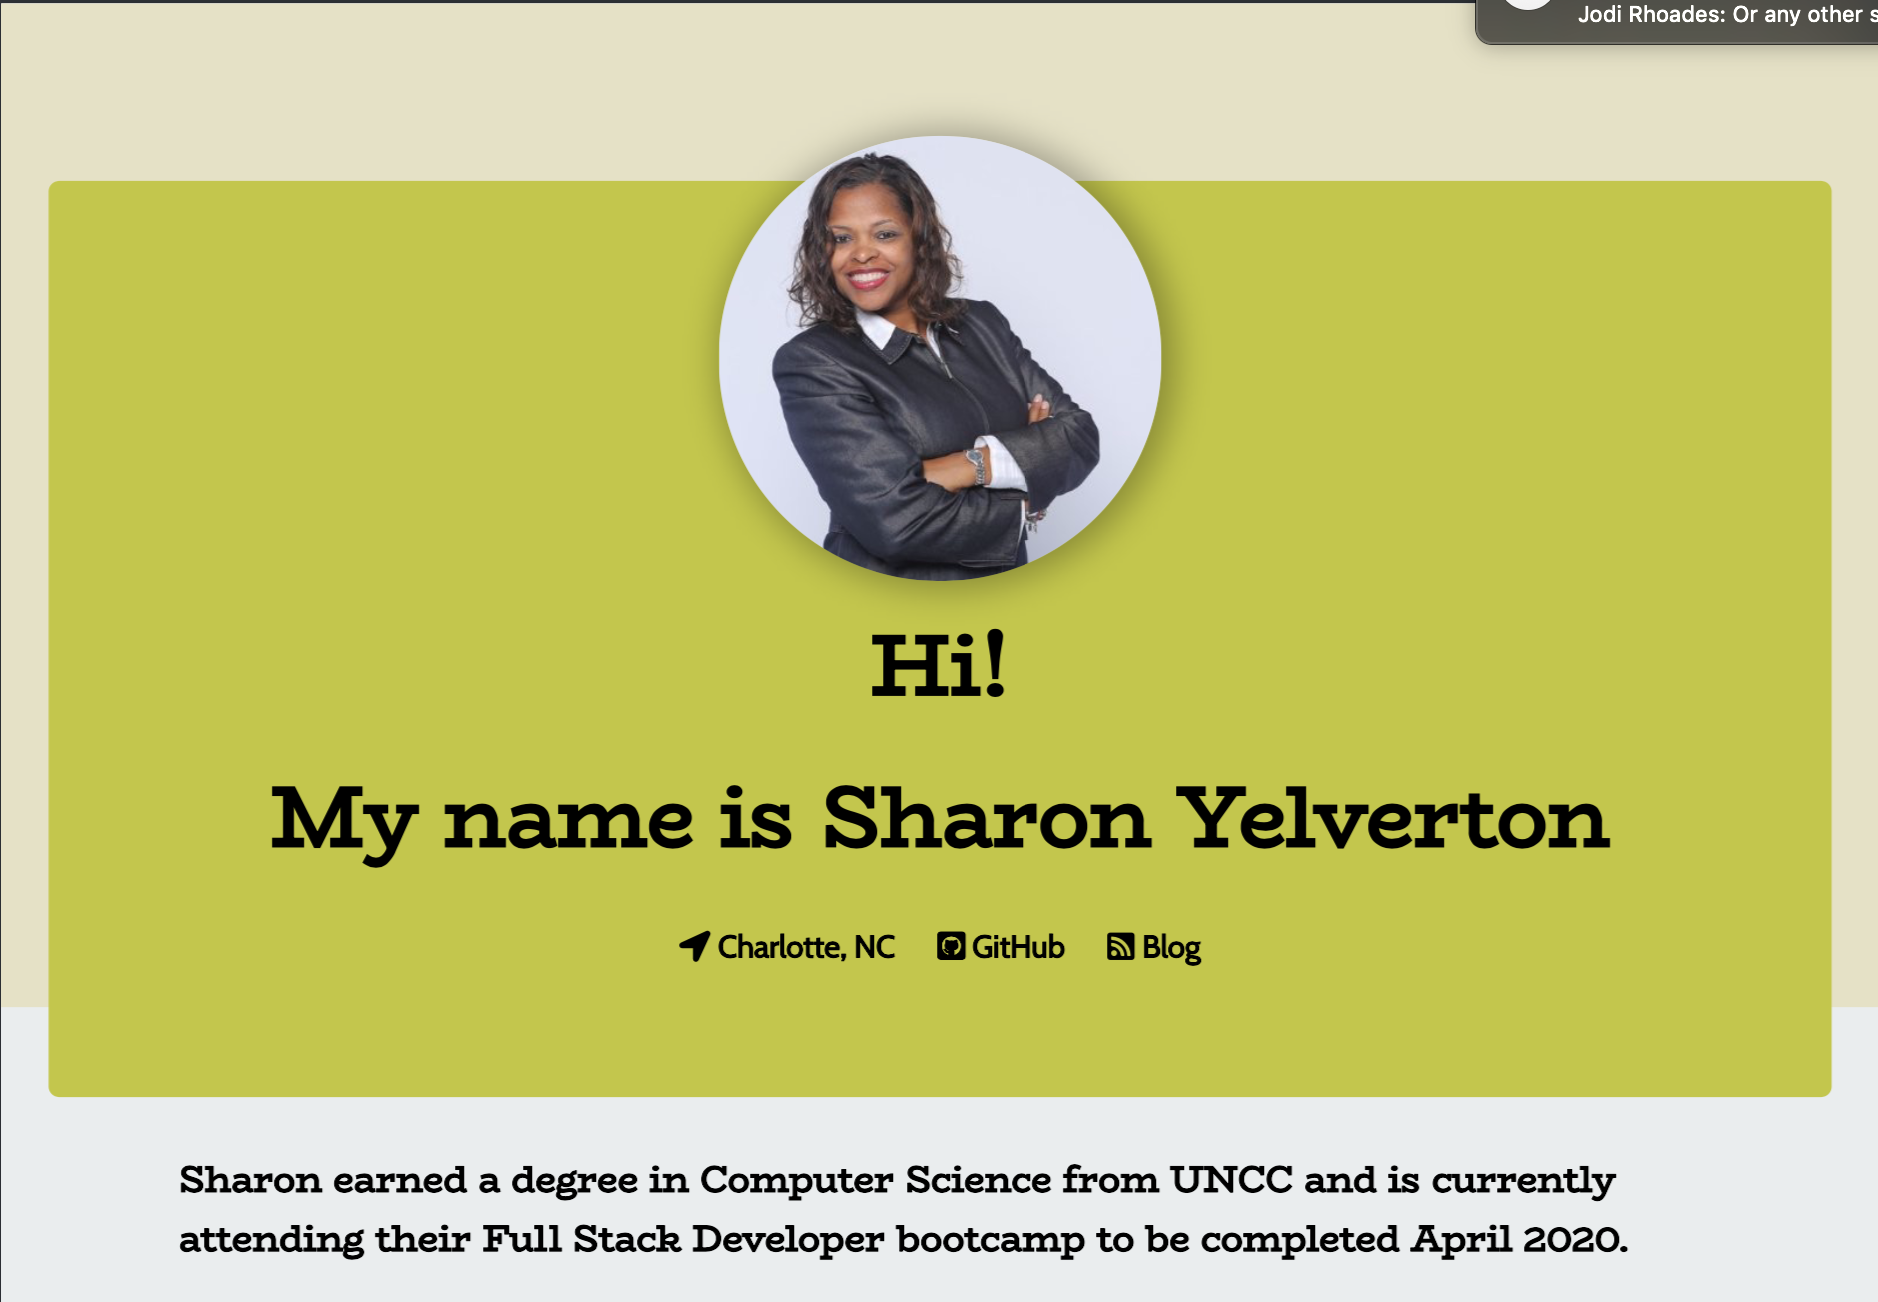 Jodi Rhoades: Or any other
Hi!
My name is Sharon Yelverton
Charlotte, NC GitHub Blog
Sharon earned a degree in Computer Science from UNCC and is currently
attending their Full Stack Developer bootcamp to be completed April 2020.